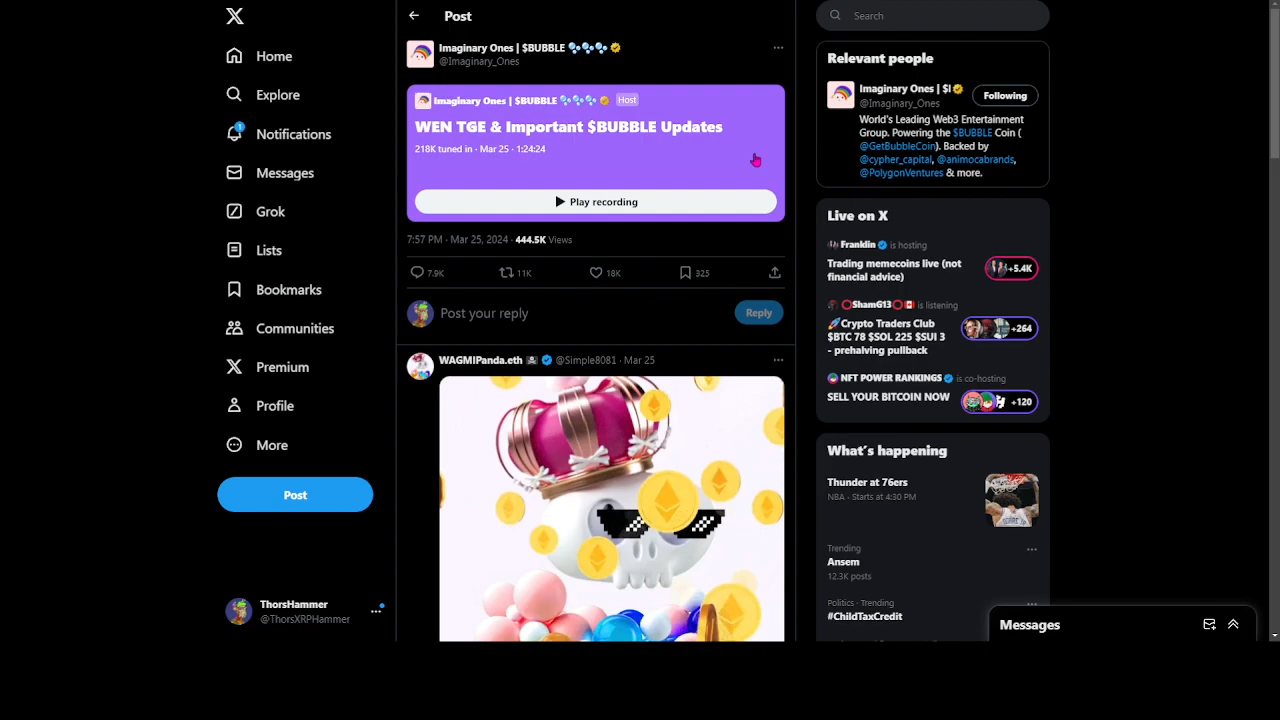 Home
Explore
1
Notifications
Messages
Grok
Lists
Bookmarks
Communities
Premium
Profile
More
Post
ThorsHammer
@ThorsXRPHammer
Post
Imaginary Ones | $BUBBLE
@Imaginary_Ones
Imaginary Ones | $BUBBLE Host
WEN TGE & Important $BUBBLE Updates
218K tuned in · Mar 25 · 1:24:24
Play recording
7:57 PM · Mar 25, 2024 · 444.5K Views
7.9K 11K 18K 325
Post your reply Reply
WAGMIPanda.eth @Simple8081 · Mar 25
Search
Relevant people
Imaginary Ones | $I
@Imaginary_Ones
Following
World's Leading Web3 Entertainment
Group. Powering the $BUBBLE Coin (
@GetBubbleCoin). Backed by
@cypher_capital, @animocabrands,
@PolygonVentures & more.
Live on X
Franklin is hosting
Trading memecoins live (not
financial advice)
+5.4K
ShamG13 is listening
Crypto Traders Club
$BTC 78 $SOL 225 $SUI 3
- prehalving pullback
+264
NFT POWER RANKINGS is co-hosting
SELL YOUR BITCOIN NOW
+120
What's happening
Thunder at 76ers
NBA · Starts at 4:30 PM
Trending
Ansem
12.3K posts
Politics · Trending
#ChildTaxCredit
Messages